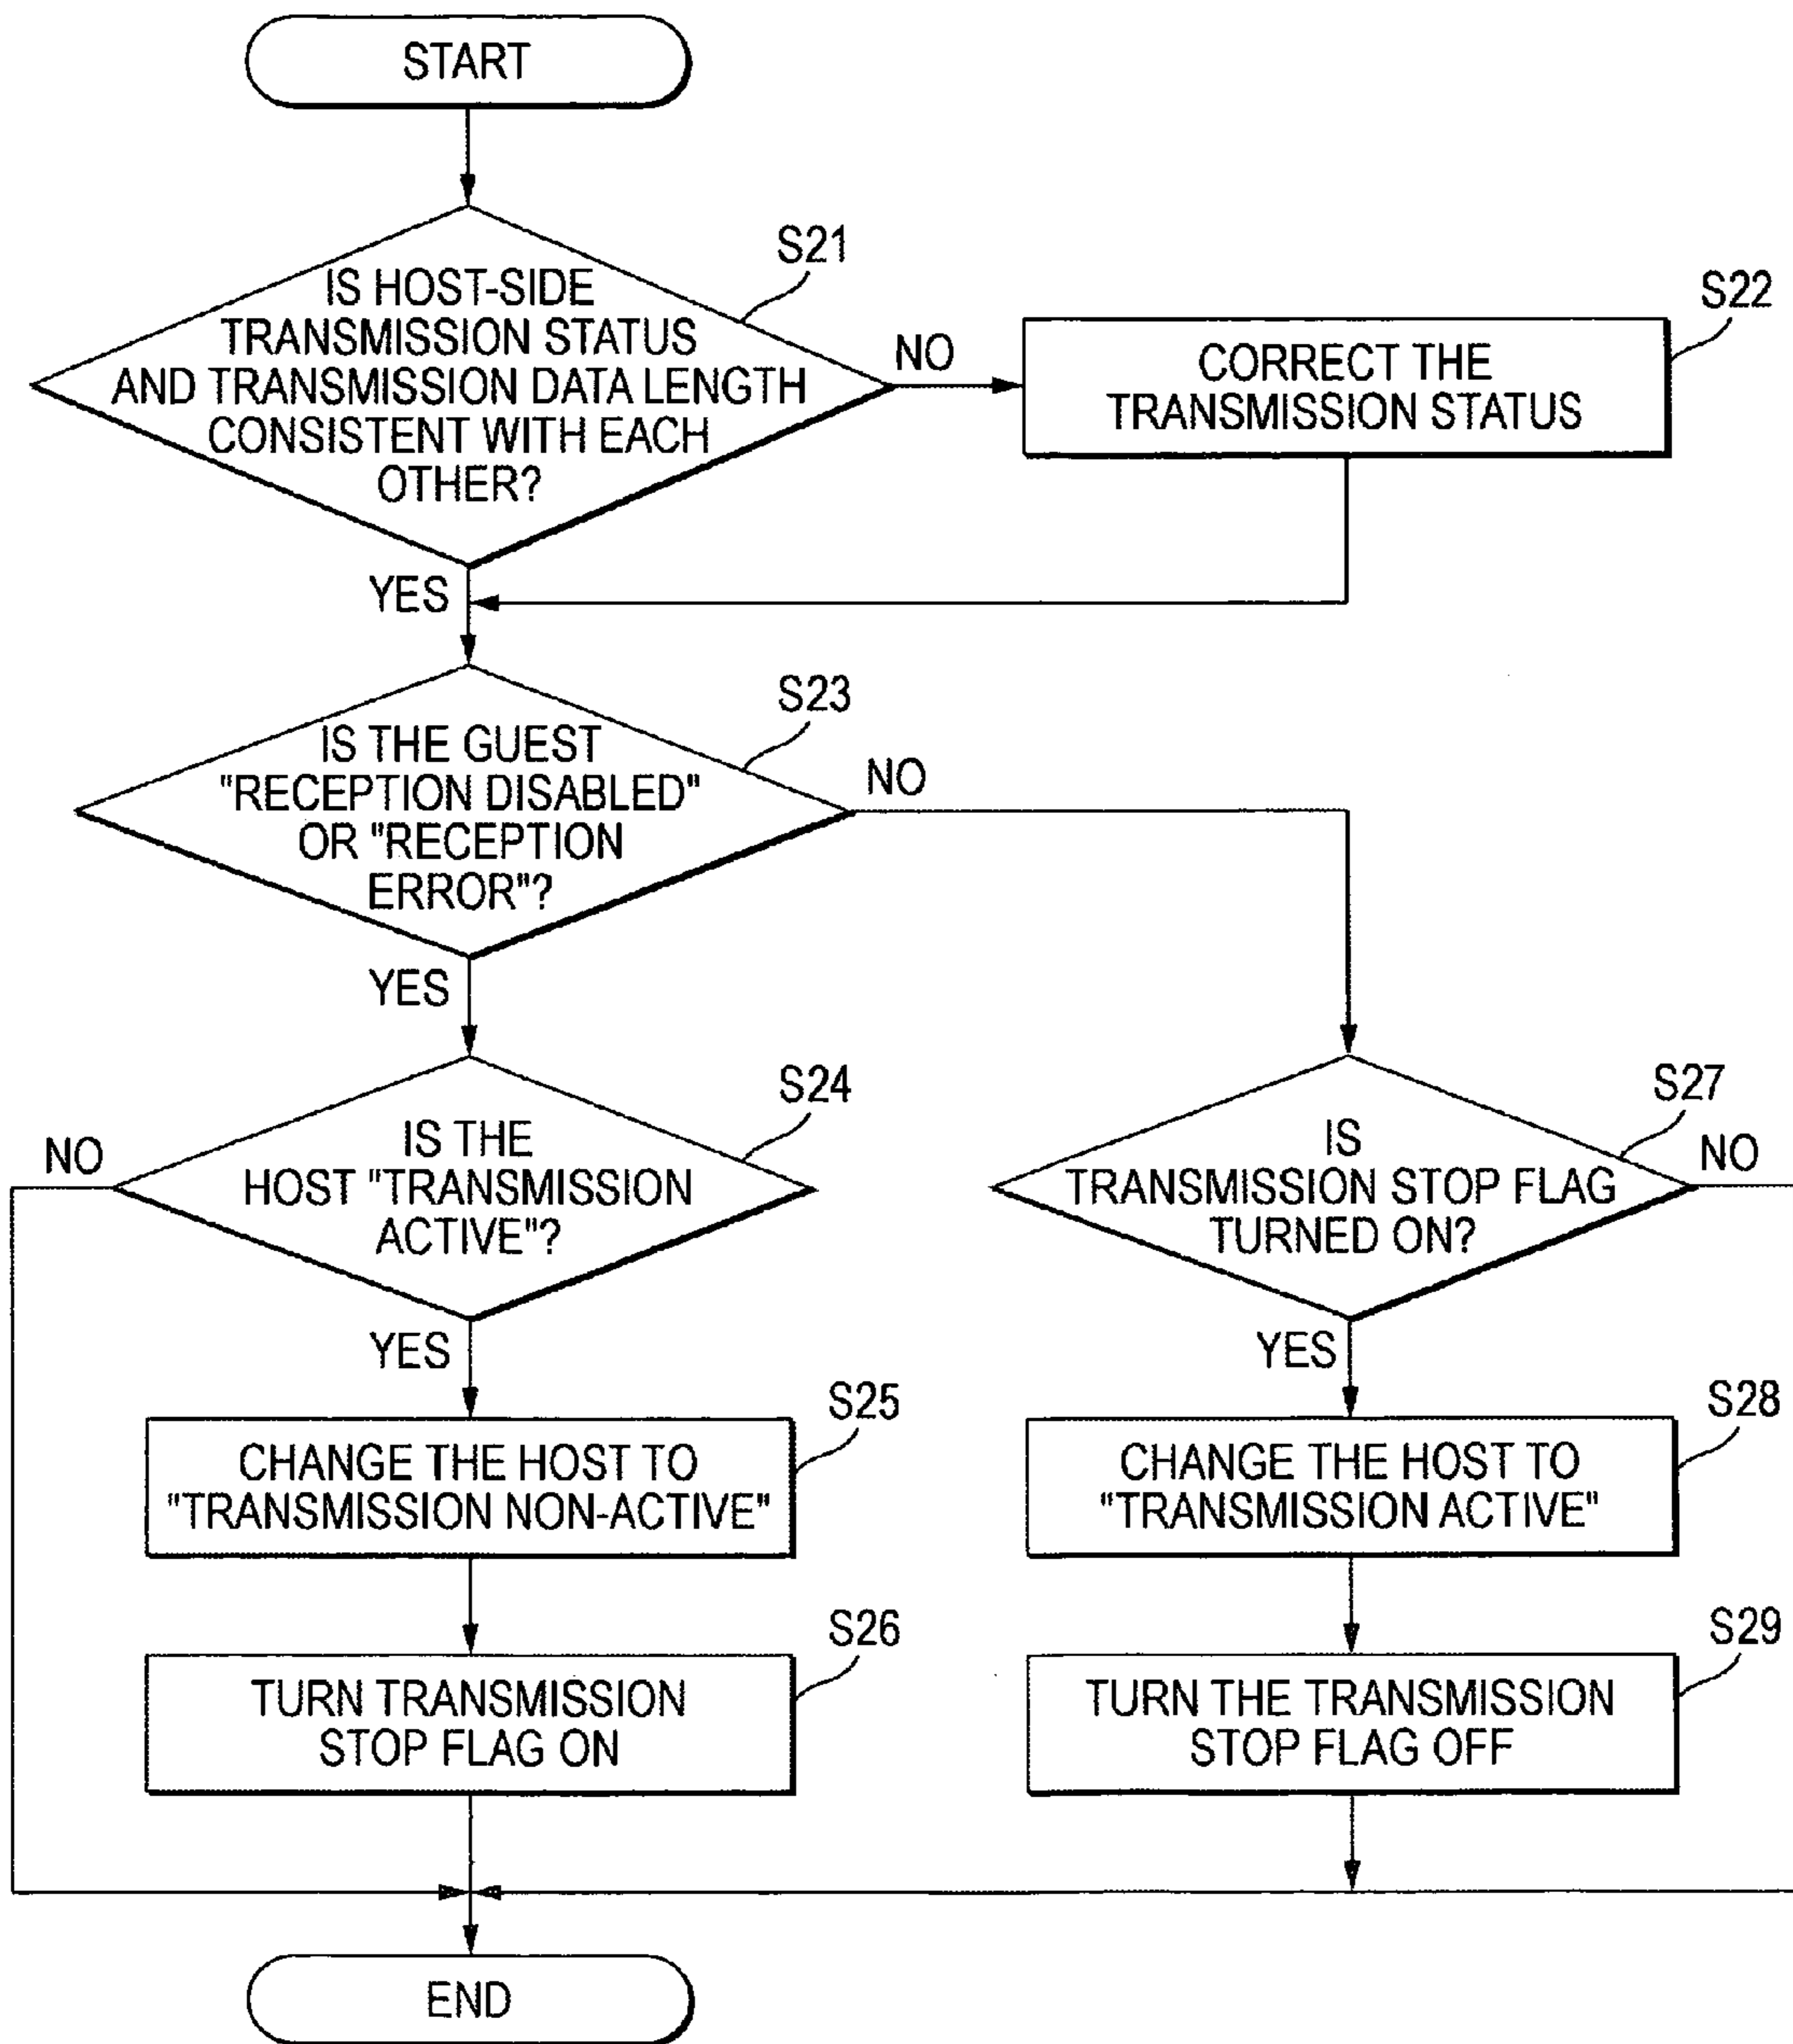 START
S21
IS HOST-SIDE
TRANSMISSION STATUS
AND TRANSMISSION DATA LENGTH
CONSISTENT WITH EACH
OTHER?
NO
S22
CORRECT THE
TRANSMISSION STATUS
YES
S23
IS THE GUEST
"RECEPTION DISABLED"
OR "RECEPTION
ERROR"?
NO
YES
S24
IS THE
HOST "TRANSMISSION
ACTIVE"?
NO
YES
S27
IS
TRANSMISSION STOP FLAG
TURNED ON?
NO
YES
S25
CHANGE THE HOST TO
"TRANSMISSION NON-ACTIVE"
S28
CHANGE THE HOST TO
"TRANSMISSION ACTIVE"
S26
TURN TRANSMISSION
STOP FLAG ON
S29
TURN THE TRANSMISSION
STOP FLAG OFF
END